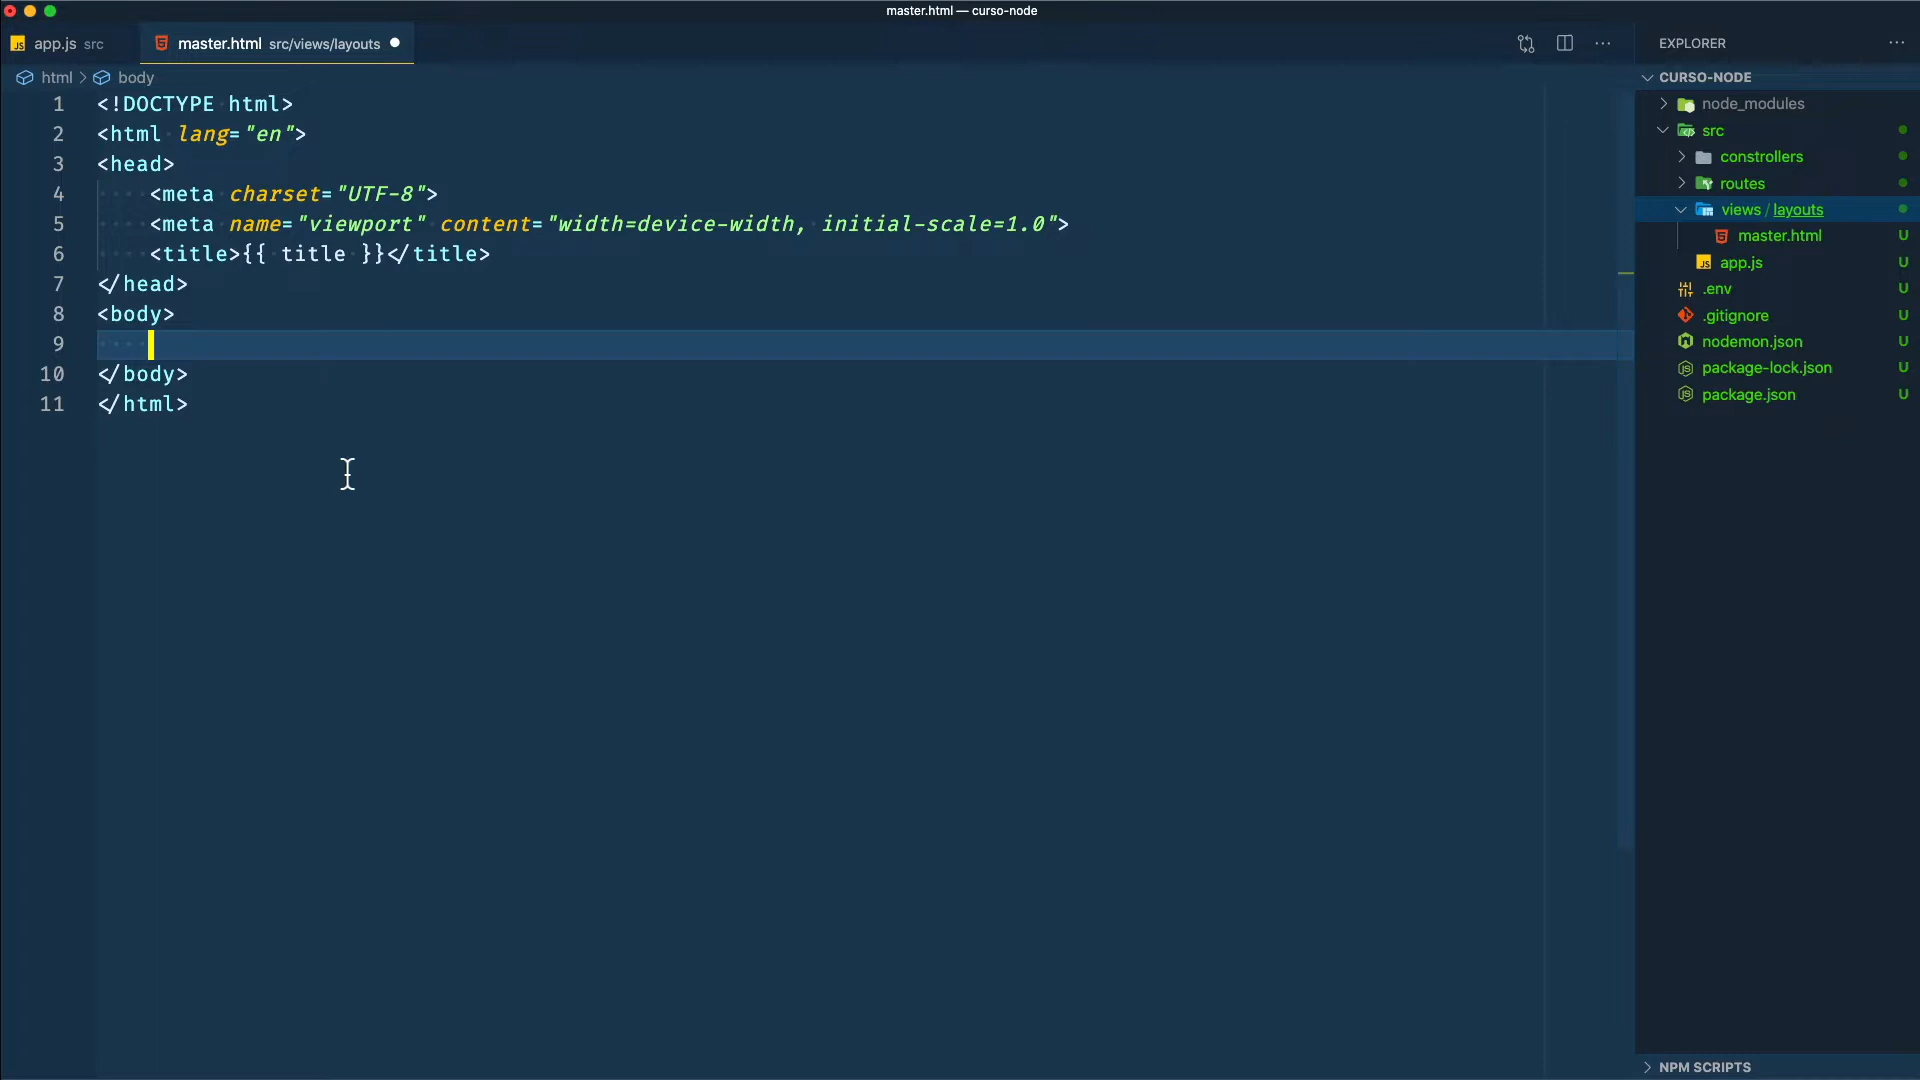 master.html — curso-node
app.js src
master.html src/views/layouts
html > body
1 <!DOCTYPE html>
2 <html lang="en">
3 <head>
4 <meta charset="UTF-8">
5 <meta name="viewport" content="width=device-width, initial-scale=1.0">
6 <title>{{ title }}</title>
7 </head>
8 <body>
9
10 </body>
11 </html>
EXPLORER
CURSO-NODE
node_modules
src
constrollers
routes
views / layouts
master.html U
app.js U
.env U
.gitignore U
nodemon.json U
package-lock.json U
package.json U
NPM SCRIPTS